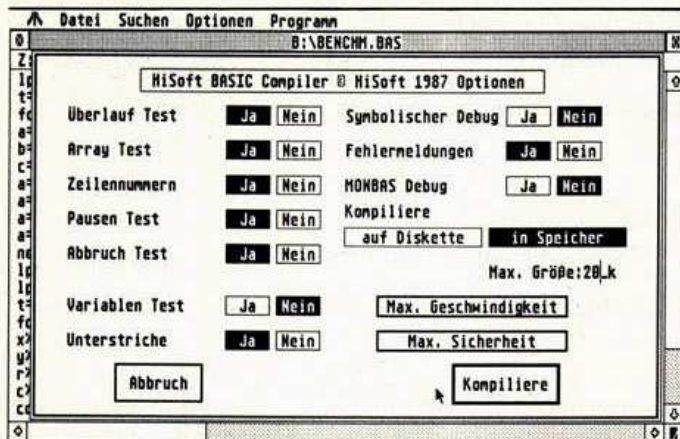 Datei Suchen Optionen Programm
B:\BENCHM.BAS
HiSoft BASIC Compiler © HiSoft 1987 Optionen
Überlauf Test Ja Nein
Symbolischer Debug Ja Nein
Array Test Ja Nein
Fehlermeldungen Ja Nein
Zeilennummern Ja Nein
MONBAS Debug Ja Nein
Pausen Test Ja Nein
Kompiliere
auf Diskette in Speicher
Abbruch Test Ja Nein
Max. Größe:20_k
Variablen Test Ja Nein
Max. Geschwindigkeit
Unterstriche Ja Nein
Max. Sicherheit
Abbruch
Kompiliere